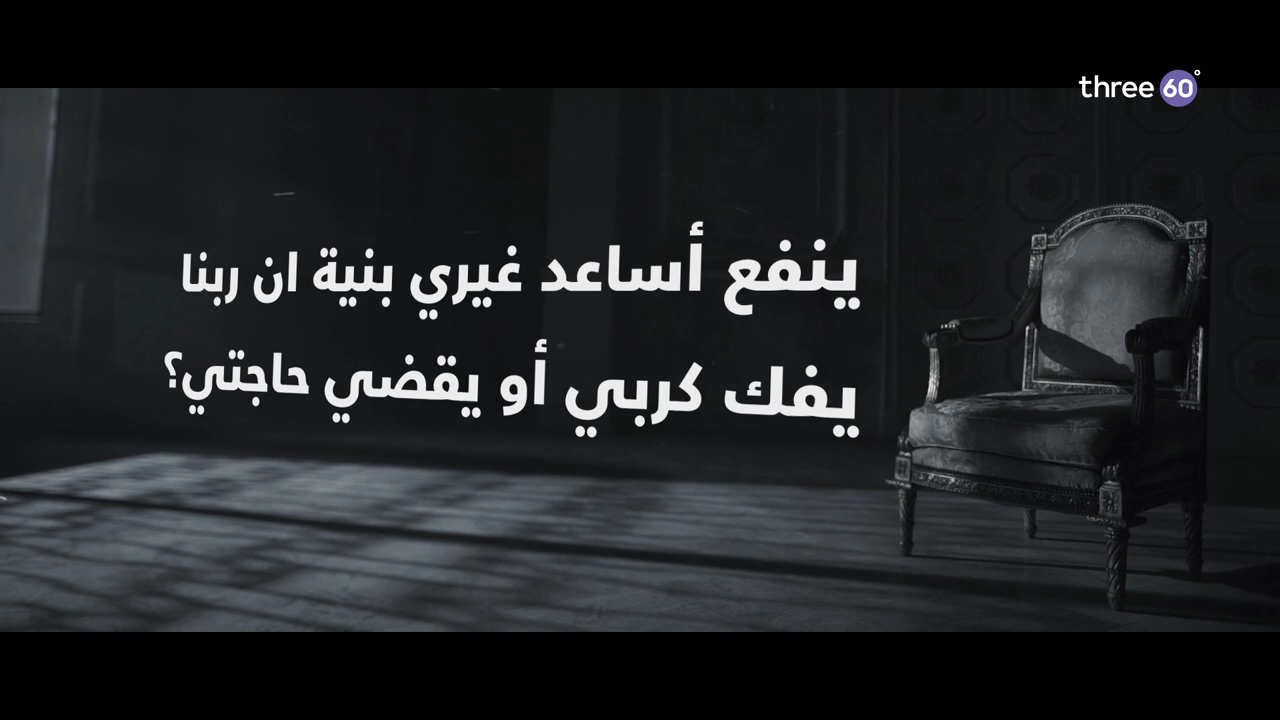 three 60°
ينفع أساعد غيري بنية ان ربنا
يفك كربي أو يقضي حاجتي؟